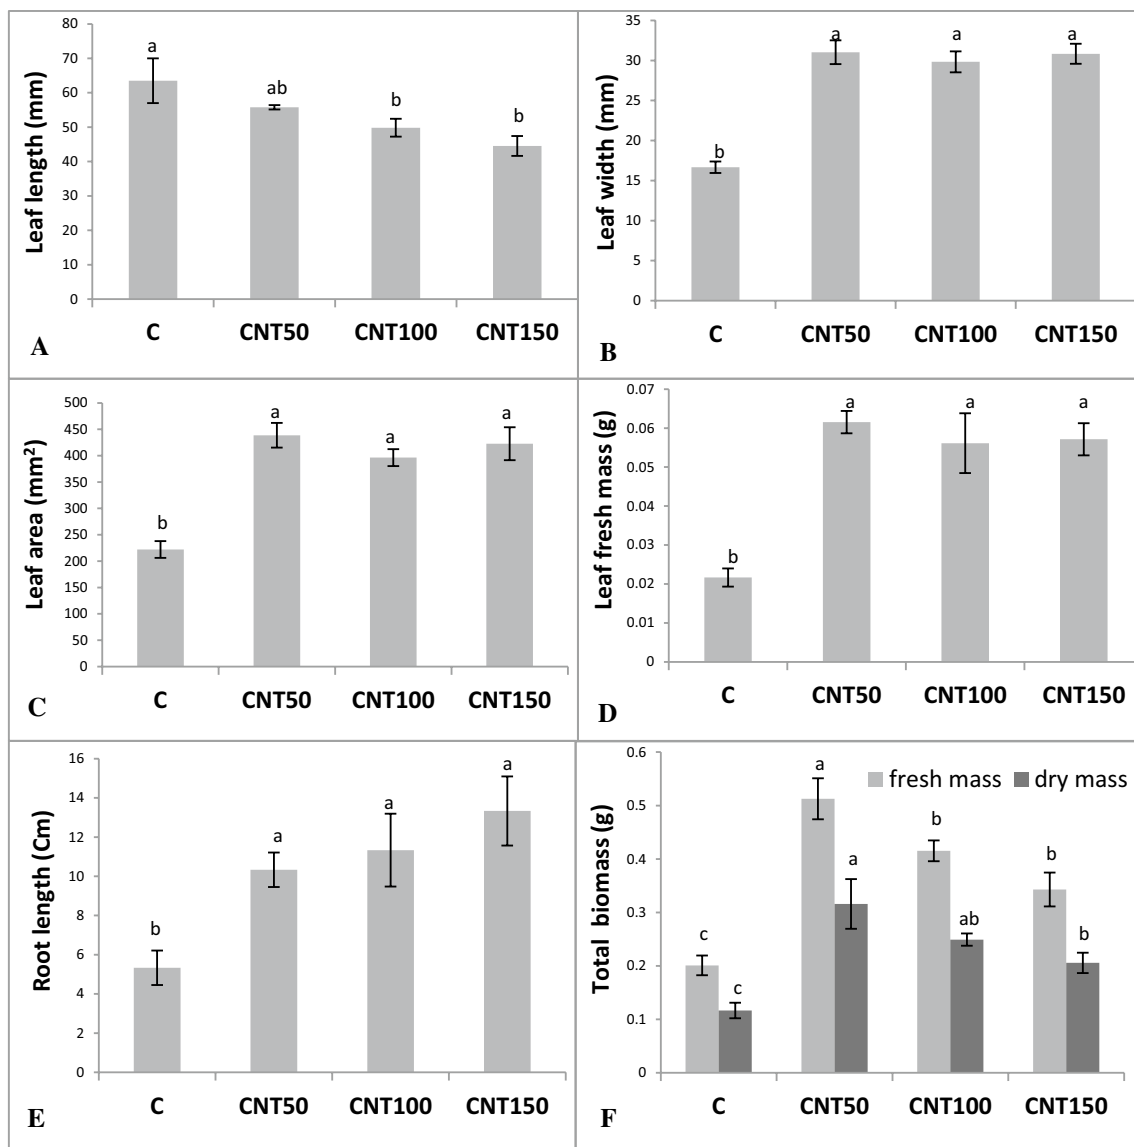 80
70
60
50
40
30
20
10
0
Leaf length (mm)
a
ab
b
b
C CNT50 CNT100 CNT150
A
35
30
25
20
15
10
5
0
Leaf width (mm)
b
a
a
a
C CNT50 CNT100 CNT150
B
500
450
400
350
300
250
200
150
100
50
0
Leaf area (mm²)
b
a
a
a
C CNT50 CNT100 CNT150
C
0.07
0.06
0.05
0.04
0.03
0.02
0.01
0
Leaf fresh mass (g)
b
a
a
a
C CNT50 CNT100 CNT150
D
16
14
12
10
8
6
4
2
0
Root length (Cm)
b
a
a
a
C CNT50 CNT100 CNT150
E
0.6
0.5
0.4
0.3
0.2
0.1
0
Total biomass (g)
fresh mass dry mass
c
c
a
a
b
ab
b
b
C CNT50 CNT100 CNT150
F